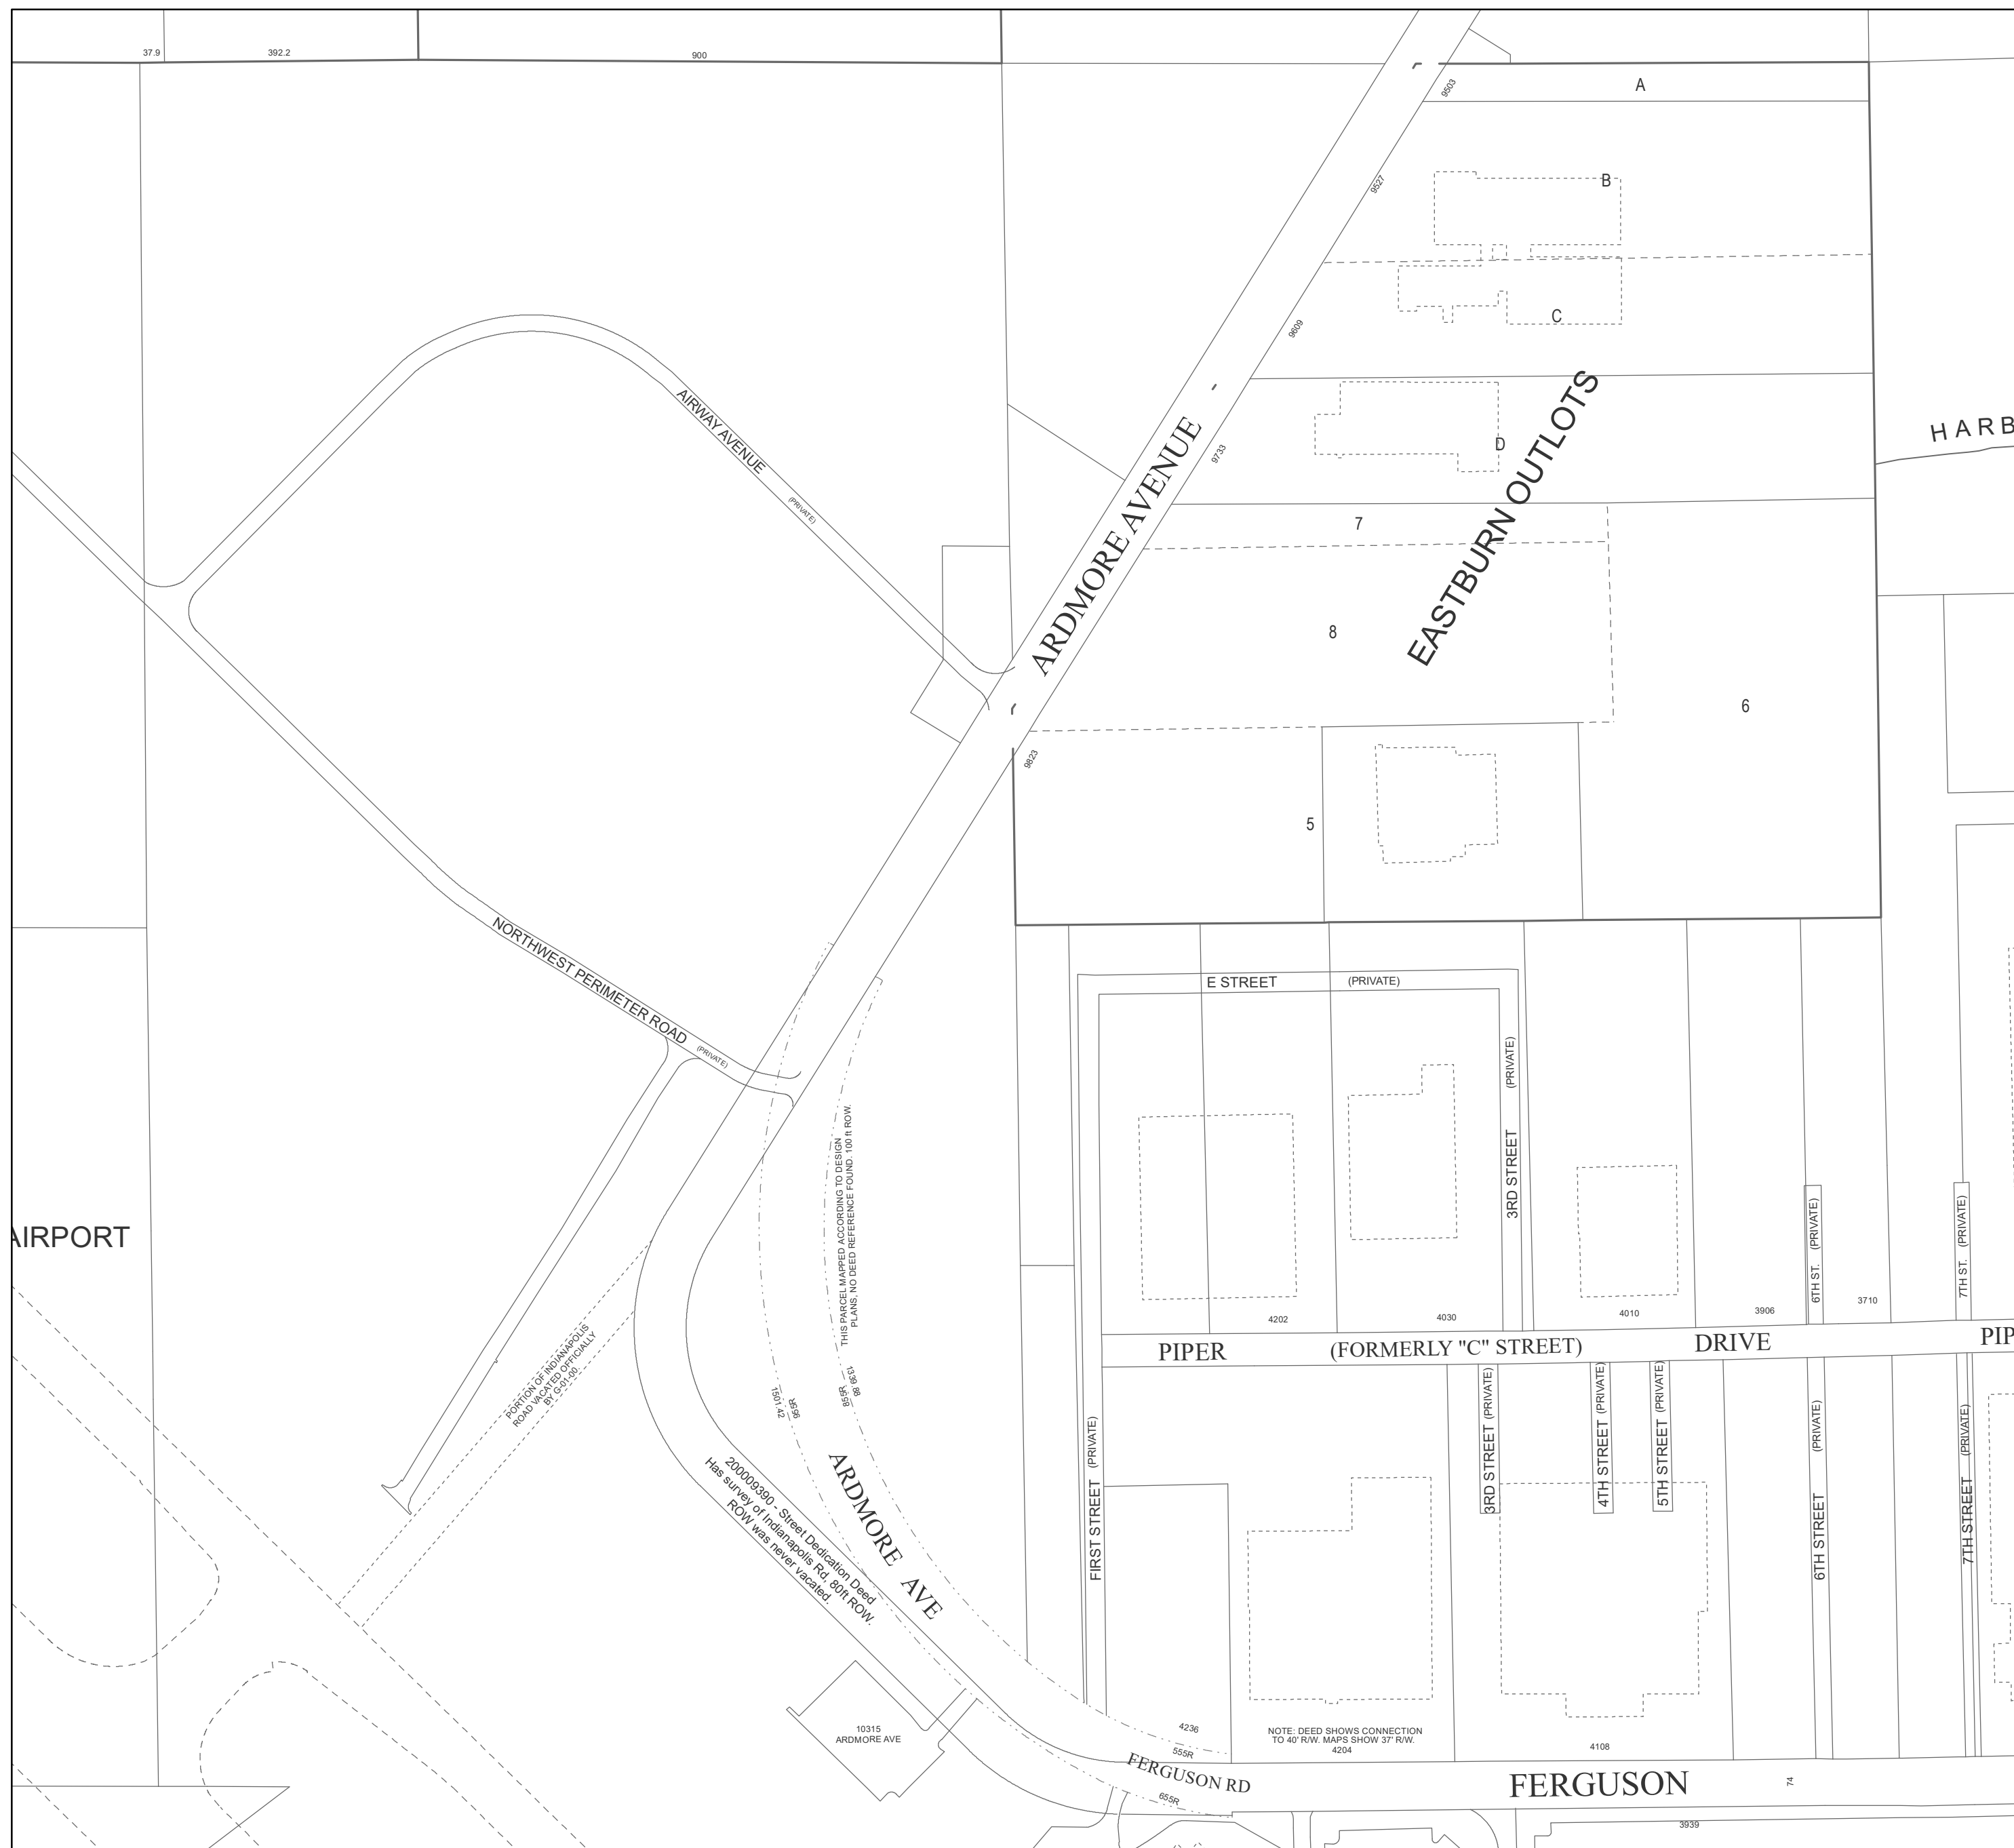 37.9
392.2
900
9503
A
B
9527
C
9609
D
9733
HARB
ARDMORE AVENUE
EASTBURN OUTLOTS
AIRWAY AVENUE
(PRIVATE)
7
8
6
9823
5
NORTHWEST PERIMETER ROAD
(PRIVATE)
E STREET
(PRIVATE)
3RD STREET
(PRIVATE)
THIS PARCEL MAPPED ACCORDING TO DESIGN
PLANS, NO DEED REFERENCE FOUND. 100 ft ROW.
AIRPORT
6TH ST. (PRIVATE)
7TH ST. (PRIVATE)
4202
4030
4010
3906
3710
PIPER
(FORMERLY "C" STREET)
DRIVE
PIP
PORTION OF INDIANAPOLIS
ROAD VACATED OFFICIALLY
BY G-01-00.
1501.42
955R
855R
1339.88
FIRST STREET (PRIVATE)
3RD STREET (PRIVATE)
4TH STREET (PRIVATE)
5TH STREET (PRIVATE)
6TH STREET (PRIVATE)
7TH STREET (PRIVATE)
200009390 - Street Dedication Deed
Has survey of Indianapolis Rd, 80ft ROW.
ROW was never vacated.
ARDMORE AVE
10315
ARDMORE AVE
4236
555R
FERGUSON RD
655R
NOTE: DEED SHOWS CONNECTION
TO 40' R/W. MAPS SHOW 37' R/W.
4204
4108
FERGUSON
74
3939